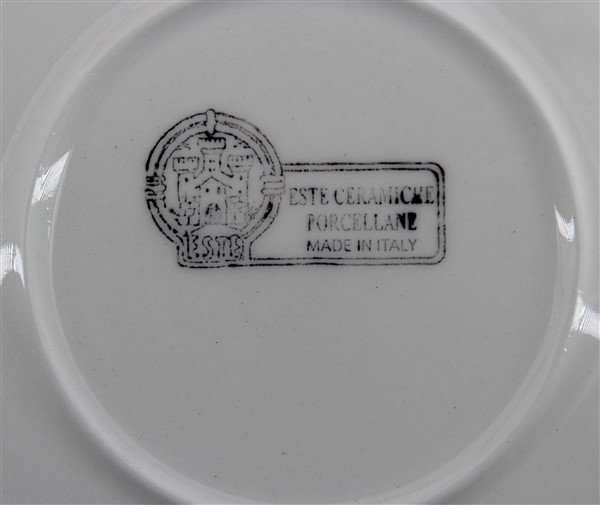 ESTE
ESTE CERAMICHE
PORCELLANE
MADE IN ITALY